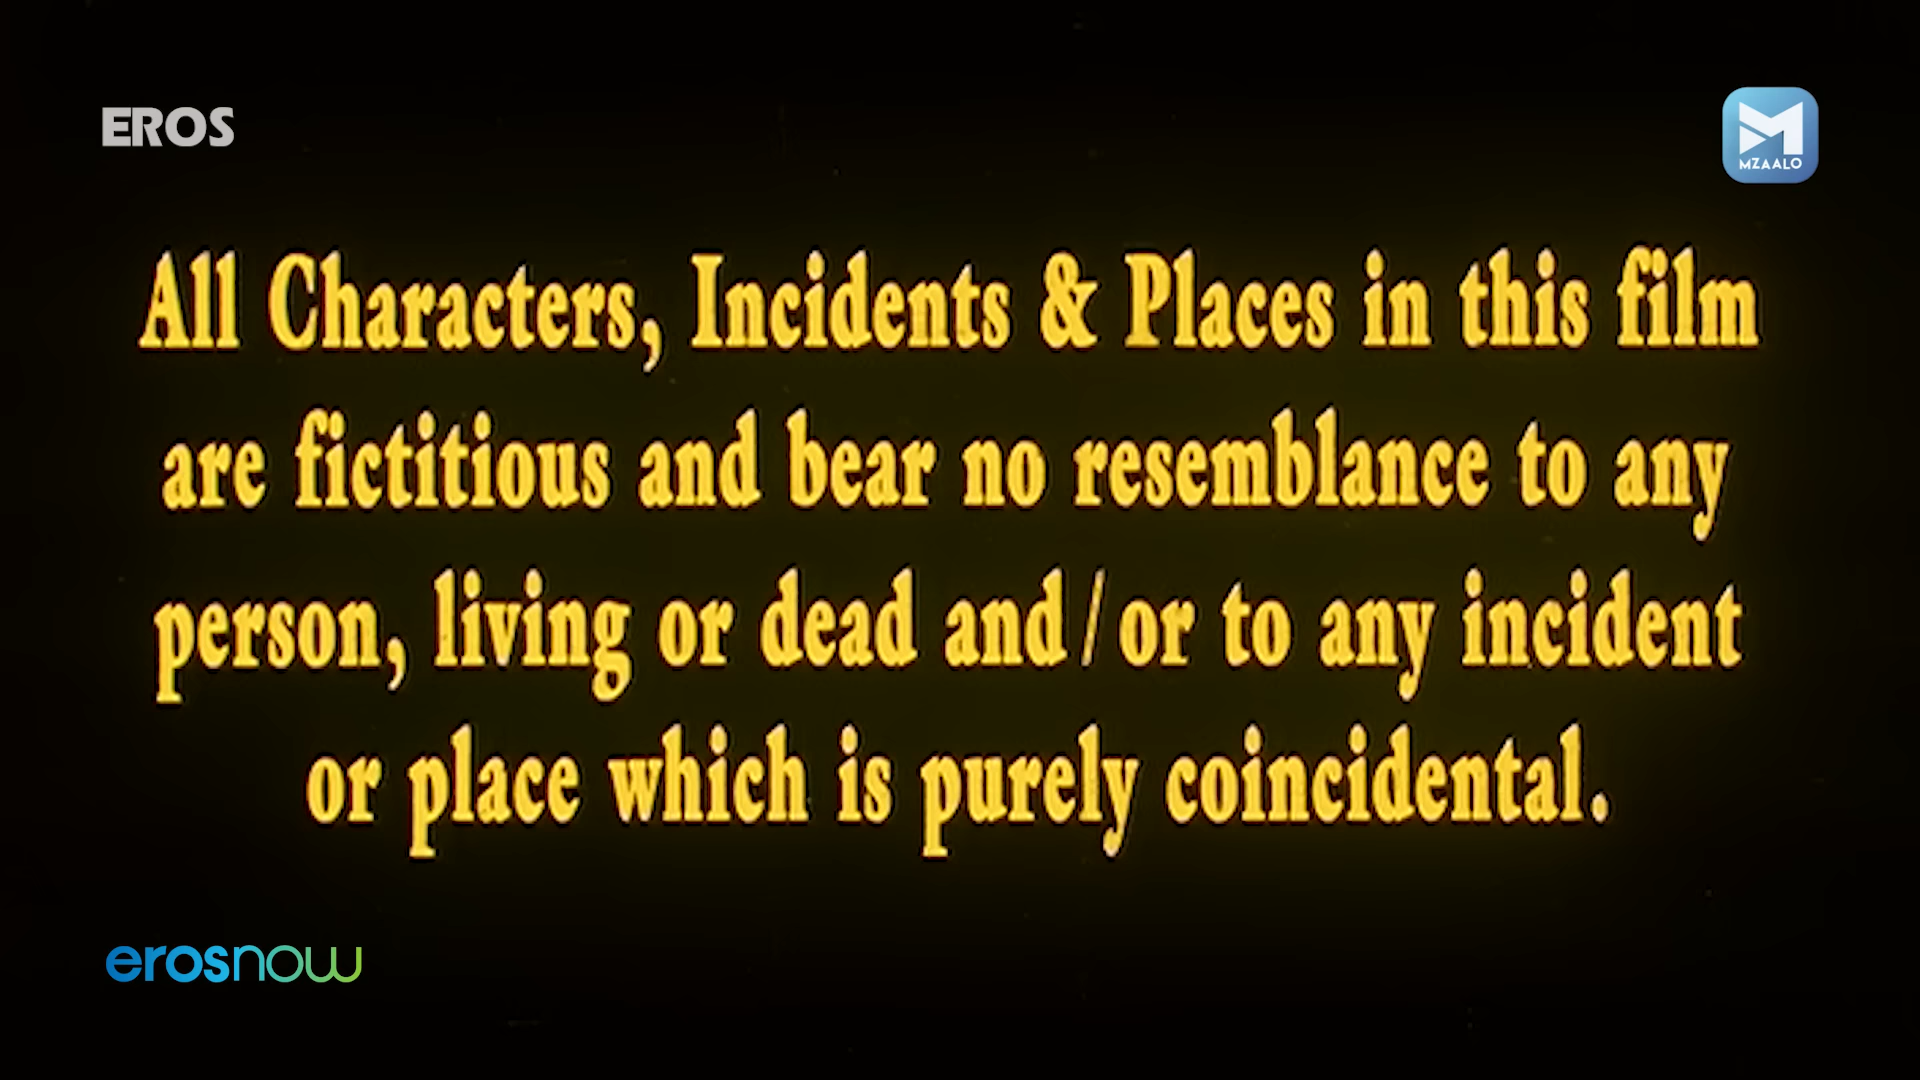 EROS
MZAALO
All Characters, Incidents & Places in this film
are fictitious and bear no resemblance to any
person, living or dead and/or to any incident
or place which is purely coincidental.
erosnow